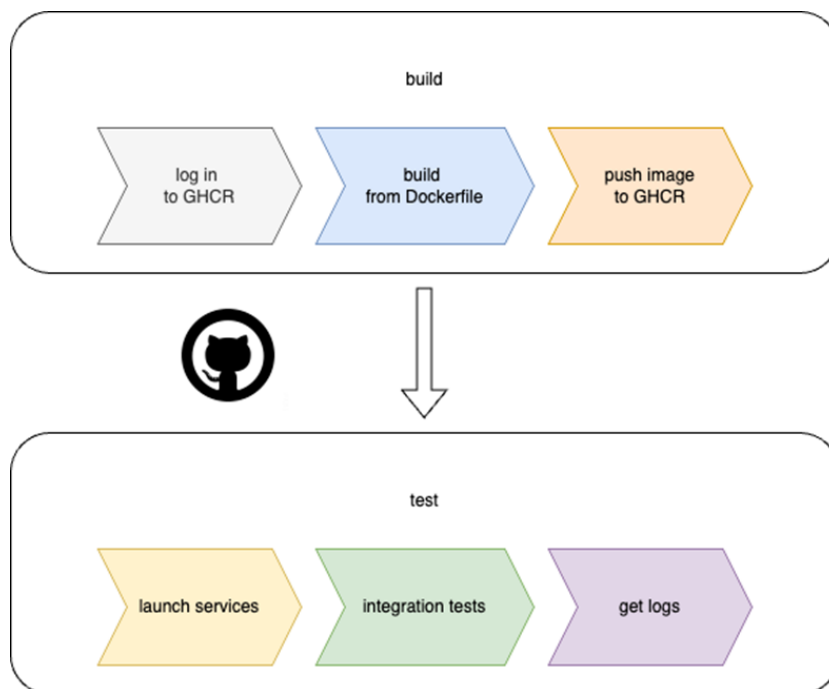 build
log in
to GHCR
build
from Dockerfile
push image
to GHCR
test
launch services
integration tests
get logs